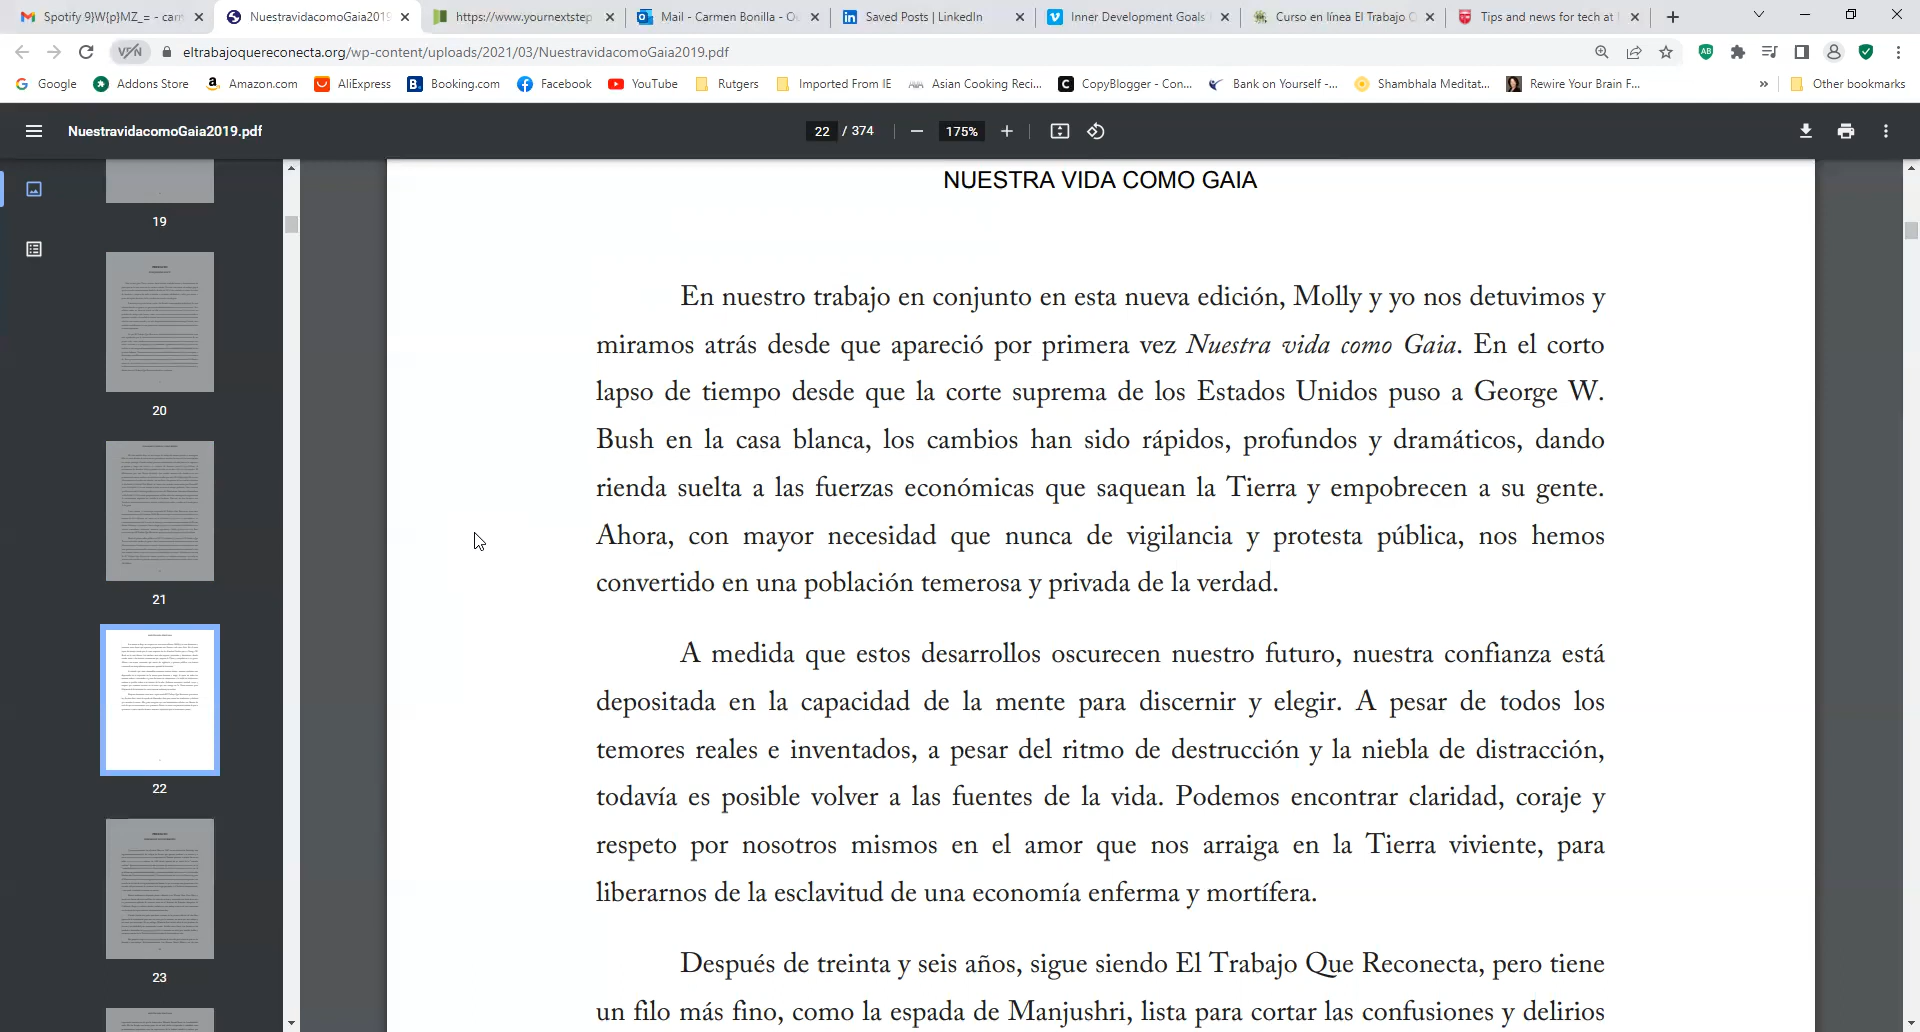 Spotify 9}W{p}MZ_= - can
NuestravidacomoGaia2019
https://www.yournextstep
Mail - Carmen Bonilla - O
Saved Posts | LinkedIn
Inner Development Goals
Curso en línea El Trabajo
Tips and news for tech at
VPN
eltrabajoquereconecta.org/wp-content/uploads/2021/03/NuestravidacomoGaia2019.pdf
Google
Addons Store
Amazon.com
AliExpress
Booking.com
Facebook
YouTube
Rutgers
Imported From IE
Asian Cooking Reci...
CopyBlogger - Con...
Bank on Yourself -...
Shambhala Meditat...
Rewire Your Brain F...
»
Other bookmarks
NuestravidacomoGaia2019.pdf
22 / 374
175%
19
20
21
22
23
NUESTRA VIDA COMO GAIA
En nuestro trabajo en conjunto en esta nueva edición, Molly y yo nos detuvimos y
miramos atrás desde que apareció por primera vez Nuestra vida como Gaia. En el corto
lapso de tiempo desde que la corte suprema de los Estados Unidos puso a George W.
Bush en la casa blanca, los cambios han sido rápidos, profundos y dramáticos, dando
rienda suelta a las fuerzas económicas que saquean la Tierra y empobrecen a su gente.
Ahora, con mayor necesidad que nunca de vigilancia y protesta pública, nos hemos
convertido en una población temerosa y privada de la verdad.
A medida que estos desarrollos oscurecen nuestro futuro, nuestra confianza está
depositada en la capacidad de la mente para discernir y elegir. A pesar de todos los
temores reales e inventados, a pesar del ritmo de destrucción y la niebla de distracción,
todavía es posible volver a las fuentes de la vida. Podemos encontrar claridad, coraje y
respeto por nosotros mismos en el amor que nos arraiga en la Tierra viviente, para
liberarnos de la esclavitud de una economía enferma y mortífera.
Después de treinta y seis años, sigue siendo El Trabajo Que Reconecta, pero tiene
un filo más fino, como la espada de Manjushri, lista para cortar las confusiones y delirios